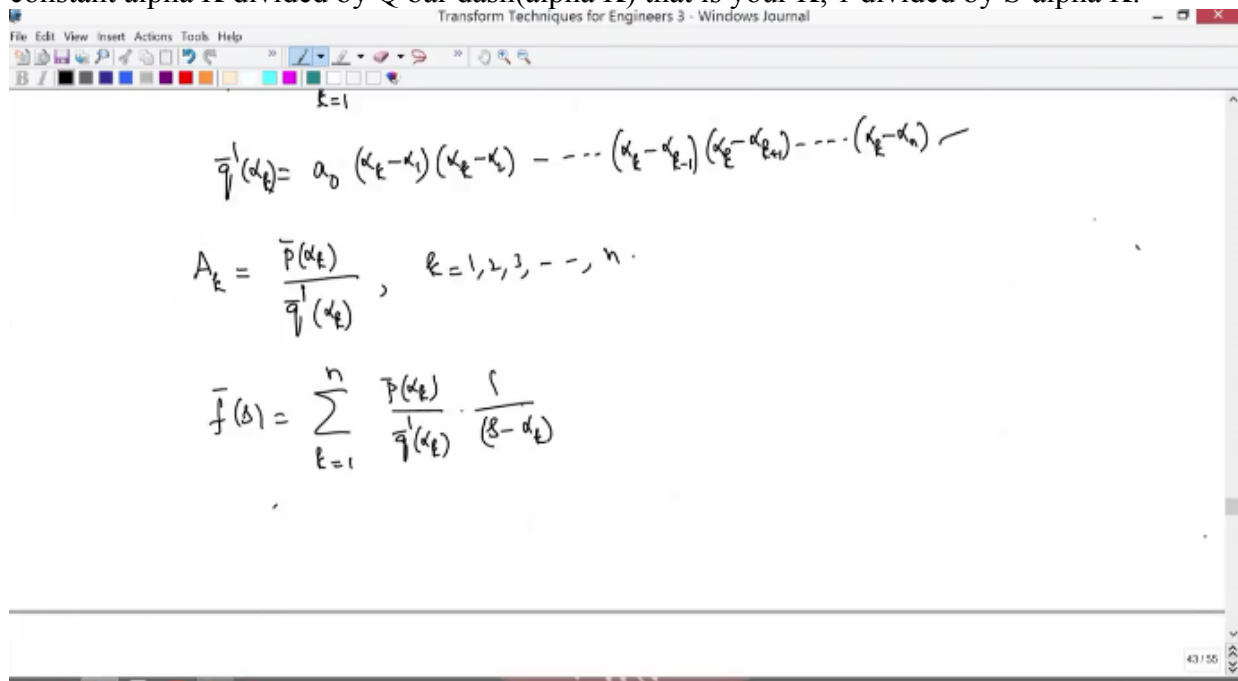 constant alpha K divided by Q bar dash(alpha K) that is your K, 1 divided by S-alpha K.
Transform Techniques for Engineers 3 - Windows Journal
File Edit View Insert Actions Tools Help
B I
k=1
q̄'(αₖ) = a₀ (αₖ-α₁)(αₖ-α₂) - ---- (αₖ-αₖ₋₁)(αₖ-αₖ₊₁)----- (αₖ-αₙ)
Aₖ = p̄(αₖ) / q̄'(αₖ) , k=1,2,3,---, n.
f̄(s) = ∑ₖ₌₁ⁿ p̄(αₖ) / q̄'(αₖ) · 1 / (s-αₖ)
43 / 55